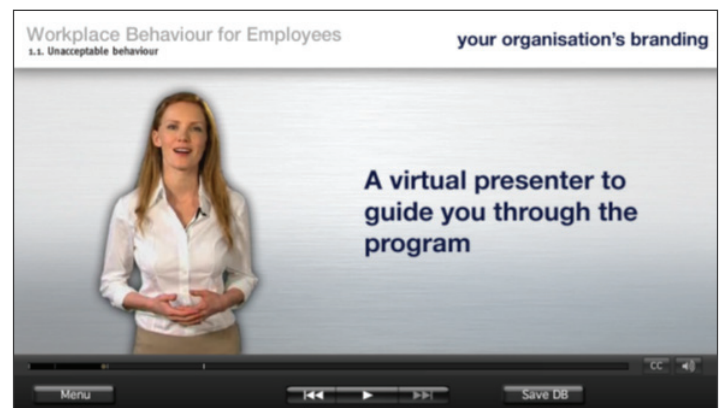 Workplace Behaviour for Employees
1.1. Unacceptable behaviour
your organisation's branding
A virtual presenter to
guide you through the
program
CC
Menu
Save DB